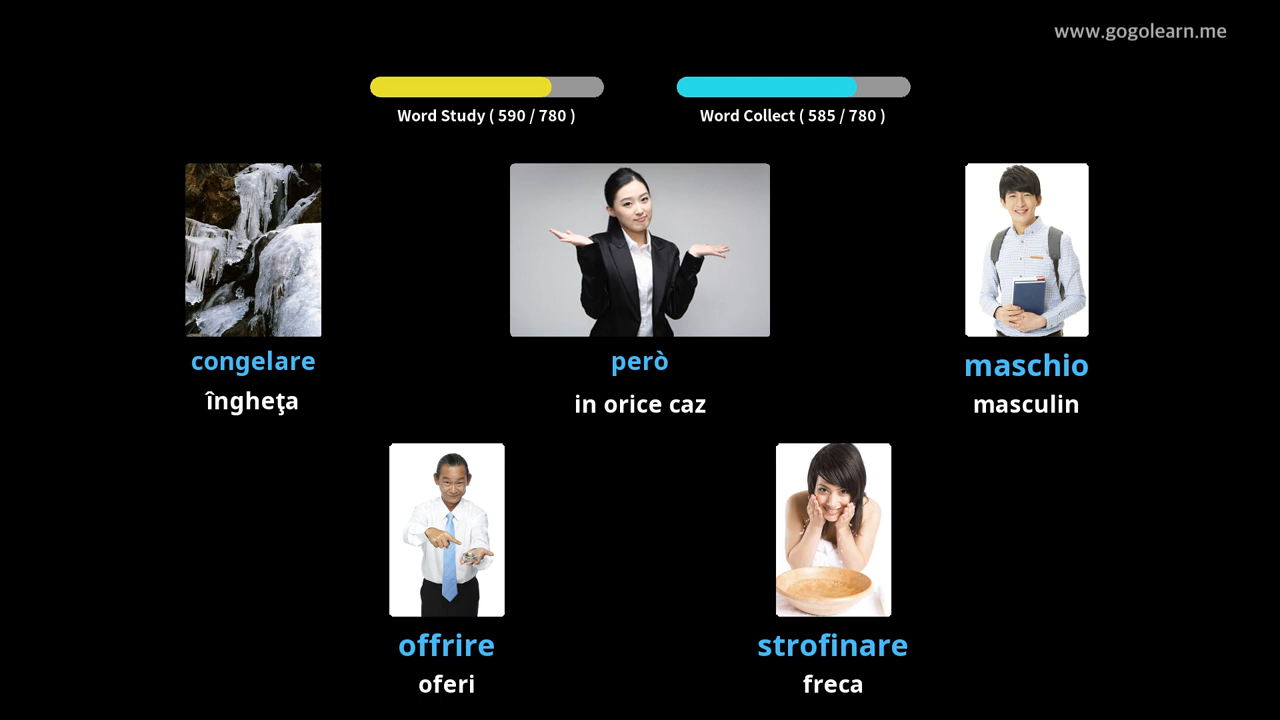 www.gogolearn.me
Word Study ( 590 / 780 )
Word Collect ( 585 / 780 )
congelare
îngheţa
però
in orice caz
maschio
masculin
offrire
oferi
strofinare
freca